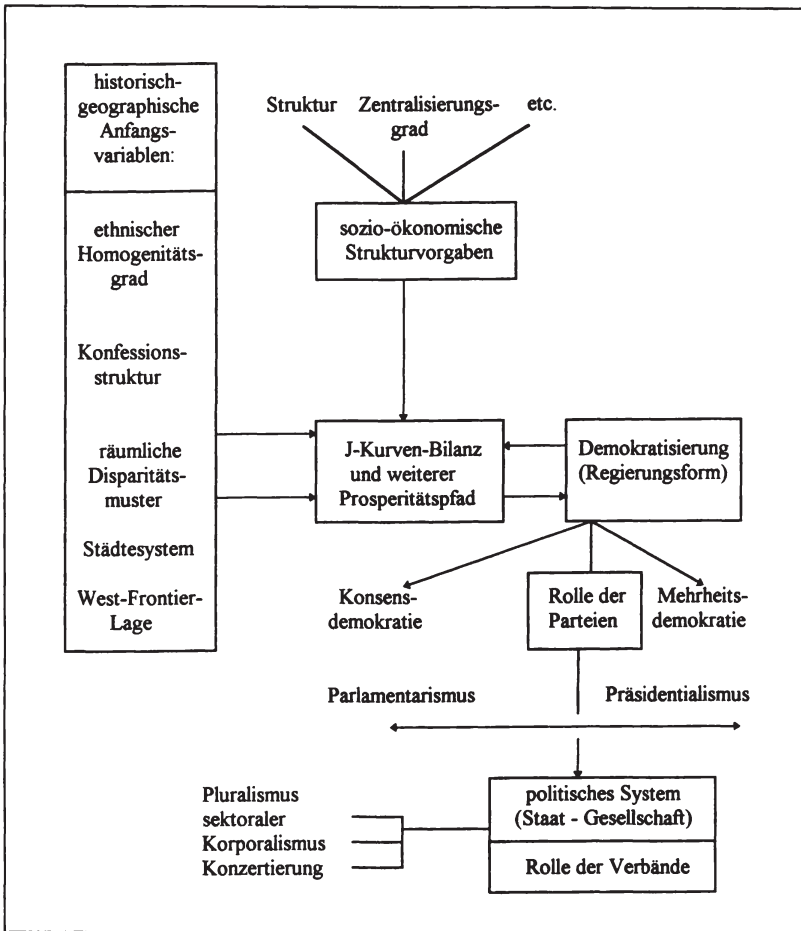 historisch-
geographische
Anfangs-
variablen:
ethnischer
Homogenitäts-
grad
Konfessions-
struktur
räumliche
Disparitäts-
muster
Städtesystem
West-Frontier-
Lage
Struktur
Zentralisierungs-
grad
etc.
sozio-ökonomische
Strukturvorgaben
J-Kurven-Bilanz
und weiterer
Prosperitätspfad
Demokratisierung
(Regierungsform)
Konsens-
demokratie
Rolle der
Parteien
Mehrheits-
demokratie
Parlamentarismus
Präsidentialismus
Pluralismus
sektoraler
Korporalismus
Konzertierung
politisches System
(Staat - Gesellschaft)
Rolle der Verbände